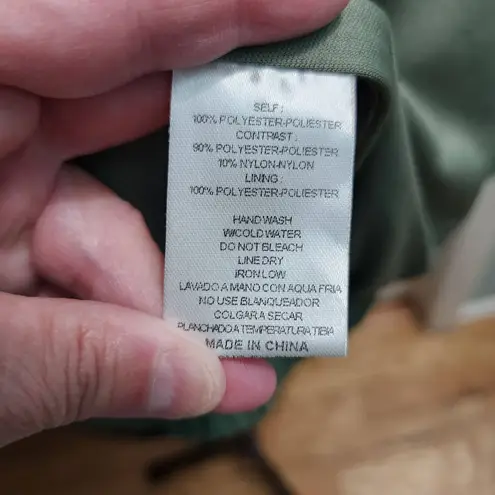 SELF :
100% POLYESTER-POLIESTER
CONTRAST :
90% POLYESTER-POLIESTER
10% NYLON-NYLON
LINING :
100% POLYESTER-POLIESTER
HAND WASH
W/COLD WATER
DO NOT BLEACH
LINE DRY
IRON LOW
LAVADO A MANO CON AQUA FRIA
NO USE BLANQUEADOR
COLGAR A SECAR
PLANCHADO A TEMPERATURA TIBIA
MADE IN CHINA